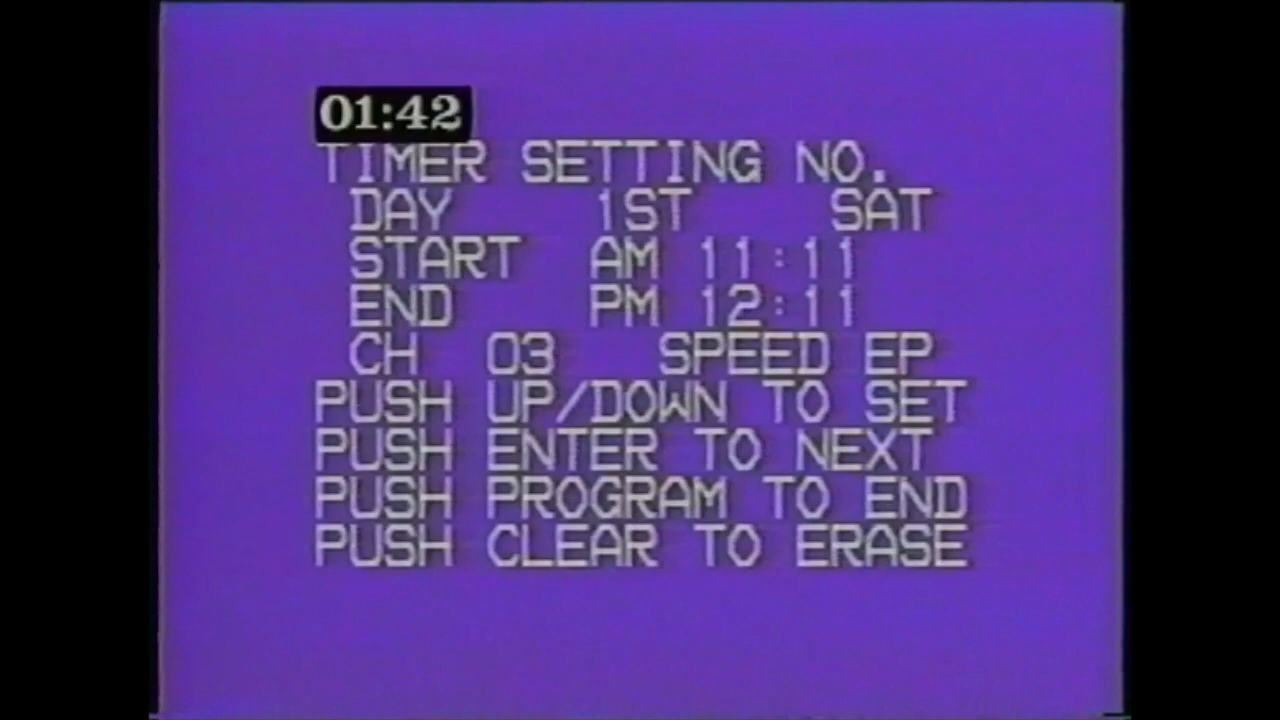 01:42
TIMER SETTING NO.
DAY 1ST SAT
START AM 11:11
END PM 12:11
CH 03 SPEED EP
PUSH UP/DOWN TO SET
PUSH ENTER TO NEXT
PUSH PROGRAM TO END
PUSH CLEAR TO ERASE